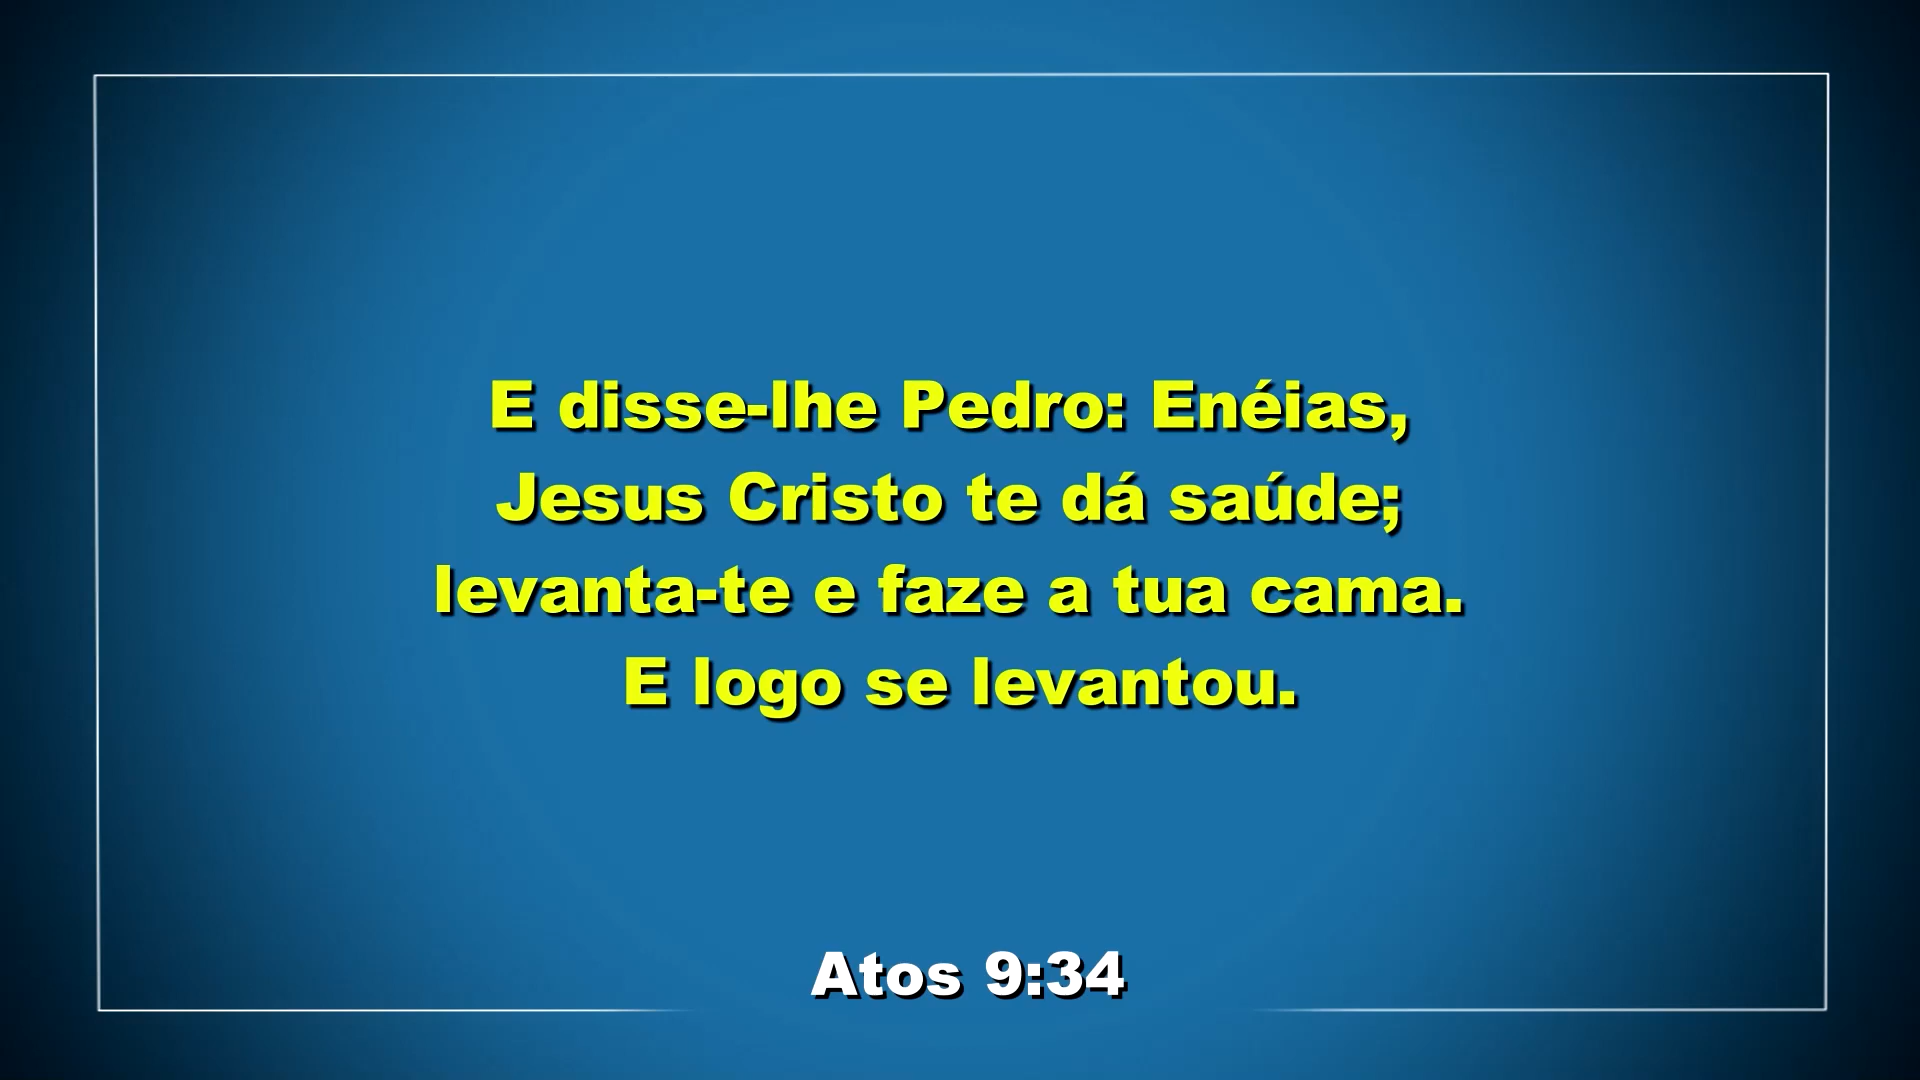 E disse-lhe Pedro: Enéias,
Jesus Cristo te dá saúde;
levanta-te e faze a tua cama.
E logo se levantou.
Atos 9:34